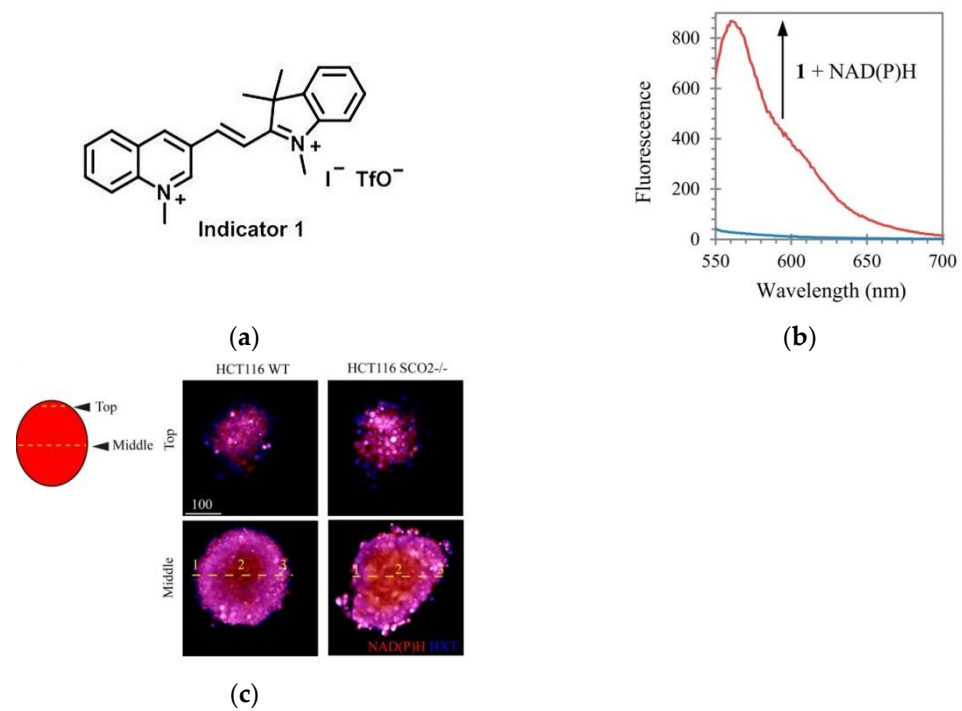 N
+
N
+
I⁻ TfO⁻
Indicator 1
(a)
800
600
400
200
0
Fluoresceence
1 + NAD(P)H
550 600 650 700
Wavelength (nm)
(b)
HCT116 WT HCT116 SCO2-/-
Top
Middle
Top
100
Middle
1 2 3
1 2 3
NAD(P)H HXT
(c)